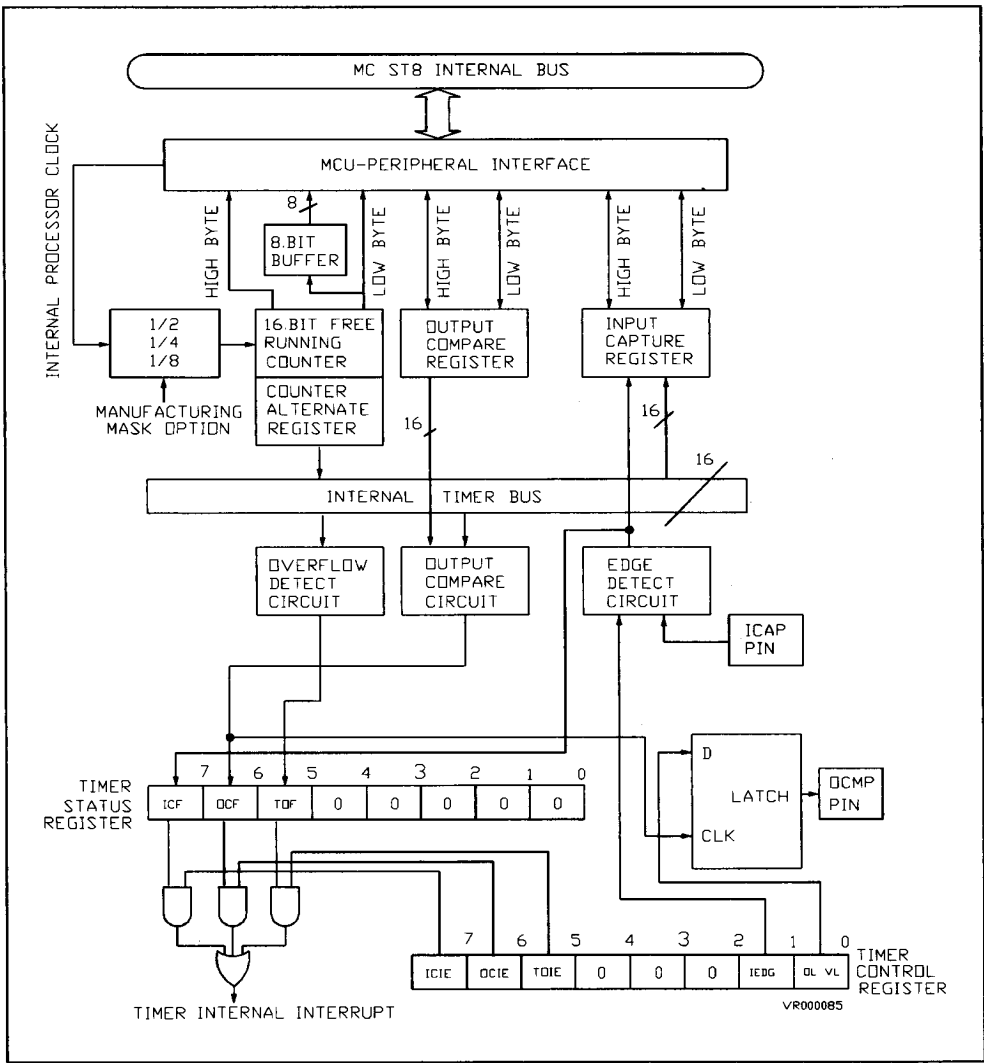 MC ST8 INTERNAL BUS
MCU-PERIPHERAL INTERFACE
INTERNAL PROCESSOR CLOCK
HIGH BYTE
8
8.BIT
BUFFER
LOW BYTE
HIGH BYTE
LOW BYTE
HIGH BYTE
LOW BYTE
1/2
1/4
1/8
MANUFACTURING
MASK OPTION
16.BIT FREE
RUNNING
COUNTER
COUNTER
ALTERNATE
REGISTER
OUTPUT
COMPARE
REGISTER
INPUT
CAPTURE
REGISTER
16
16
16
INTERNAL TIMER BUS
OVERFLOW
DETECT
CIRCUIT
OUTPUT
COMPARE
CIRCUIT
EDGE
DETECT
CIRCUIT
ICAP
PIN
D
LATCH
CLK
OCMP
PIN
TIMER
STATUS
REGISTER
7 6 5 4 3 2 1 0
ICF OCF TOF 0 0 0 0 0
7 6 5 4 3 2 1 0
ICIE OCIE TOIE 0 0 0 IEDG OL VL
TIMER
CONTROL
REGISTER
TIMER INTERNAL INTERRUPT
VR000085